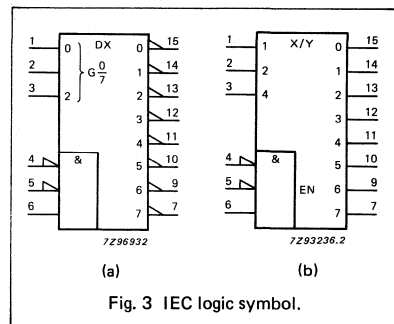 1 0 DX 0 15
2 G 0/7 1 14
3 2 2 13
3 12
4 11
4 & 5 10
5 6 9
6 7 7
7Z96932
(a)
1 1 X/Y 0 15
2 2 1 14
3 4 2 13
3 12
4 11
4 & 5 10
5 EN 6 9
6 7 7
7Z93236.2
(b)
Fig. 3 IEC logic symbol.